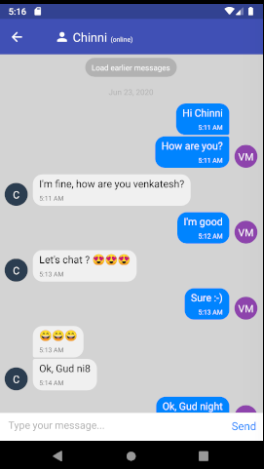 5:16
Chinni (online)
Load earlier messages
Jun 23, 2020
Hi Chinni
5:11 AM
How are you?
5:11 AM
VM
I'm fine, how are you venkatesh?
5:11 AM
C
I'm good
5:12 AM
VM
Let's chat ? 😍😍😍
5:13 AM
C
Sure :-)
5:13 AM
VM
😀😀😀
5:13 AM
Ok, Gud ni8
5:14 AM
C
Ok, Gud night
Type your message...
Send